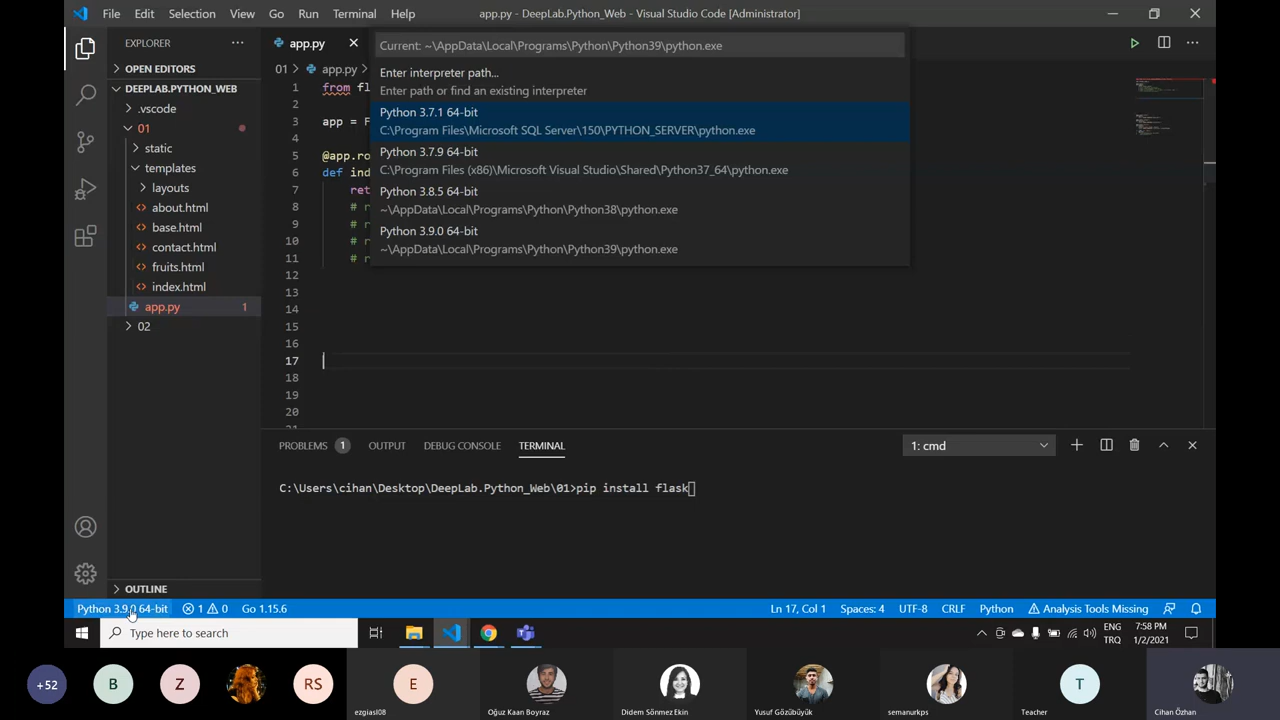 File Edit Selection View Go Run Terminal Help app.py - DeepLab.Python_Web - Visual Studio Code [Administrator]
EXPLORER ···
app.py
Current: ~\AppData\Local\Programs\Python\Python39\python.exe
OPEN EDITORS
01 > app.py >
Enter interpreter path...
Enter path or find an existing interpreter
DEEPLAB.PYTHON_WEB
.vscode
01
static
templates
layouts
about.html
base.html
contact.html
fruits.html
index.html
app.py 1
02
Python 3.7.1 64-bit
C:\Program Files\Microsoft SQL Server\150\PYTHON_SERVER\python.exe
Python 3.7.9 64-bit
C:\Program Files (x86)\Microsoft Visual Studio\Shared\Python37_64\python.exe
Python 3.8.5 64-bit
~\AppData\Local\Programs\Python\Python38\python.exe
Python 3.9.0 64-bit
~\AppData\Local\Programs\Python\Python39\python.exe
1 from fl
2
3 app = F
4
5 @app.ro
6 def ind
7 ret
8 # r
9 # r
10 # r
11 # r
12
13
14
15
16
17
18
19
20
PROBLEMS 1 OUTPUT DEBUG CONSOLE TERMINAL 1: cmd
C:\Users\cihan\Desktop\DeepLab.Python_Web\01>pip install flask
OUTLINE
Python 3.9.0 64-bit 1 0 Go 1.15.6 Ln 17, Col 1 Spaces: 4 UTF-8 CRLF Python Analysis Tools Missing
Type here to search
ENG
TRQ
7:58 PM
1/2/2021
+52 B Z RS E T
ezgiasl08 Oğuz Kaan Boyraz Didem Sönmez Ekin Yusuf Gözübüyük semanurkps Teacher Cihan Özhan